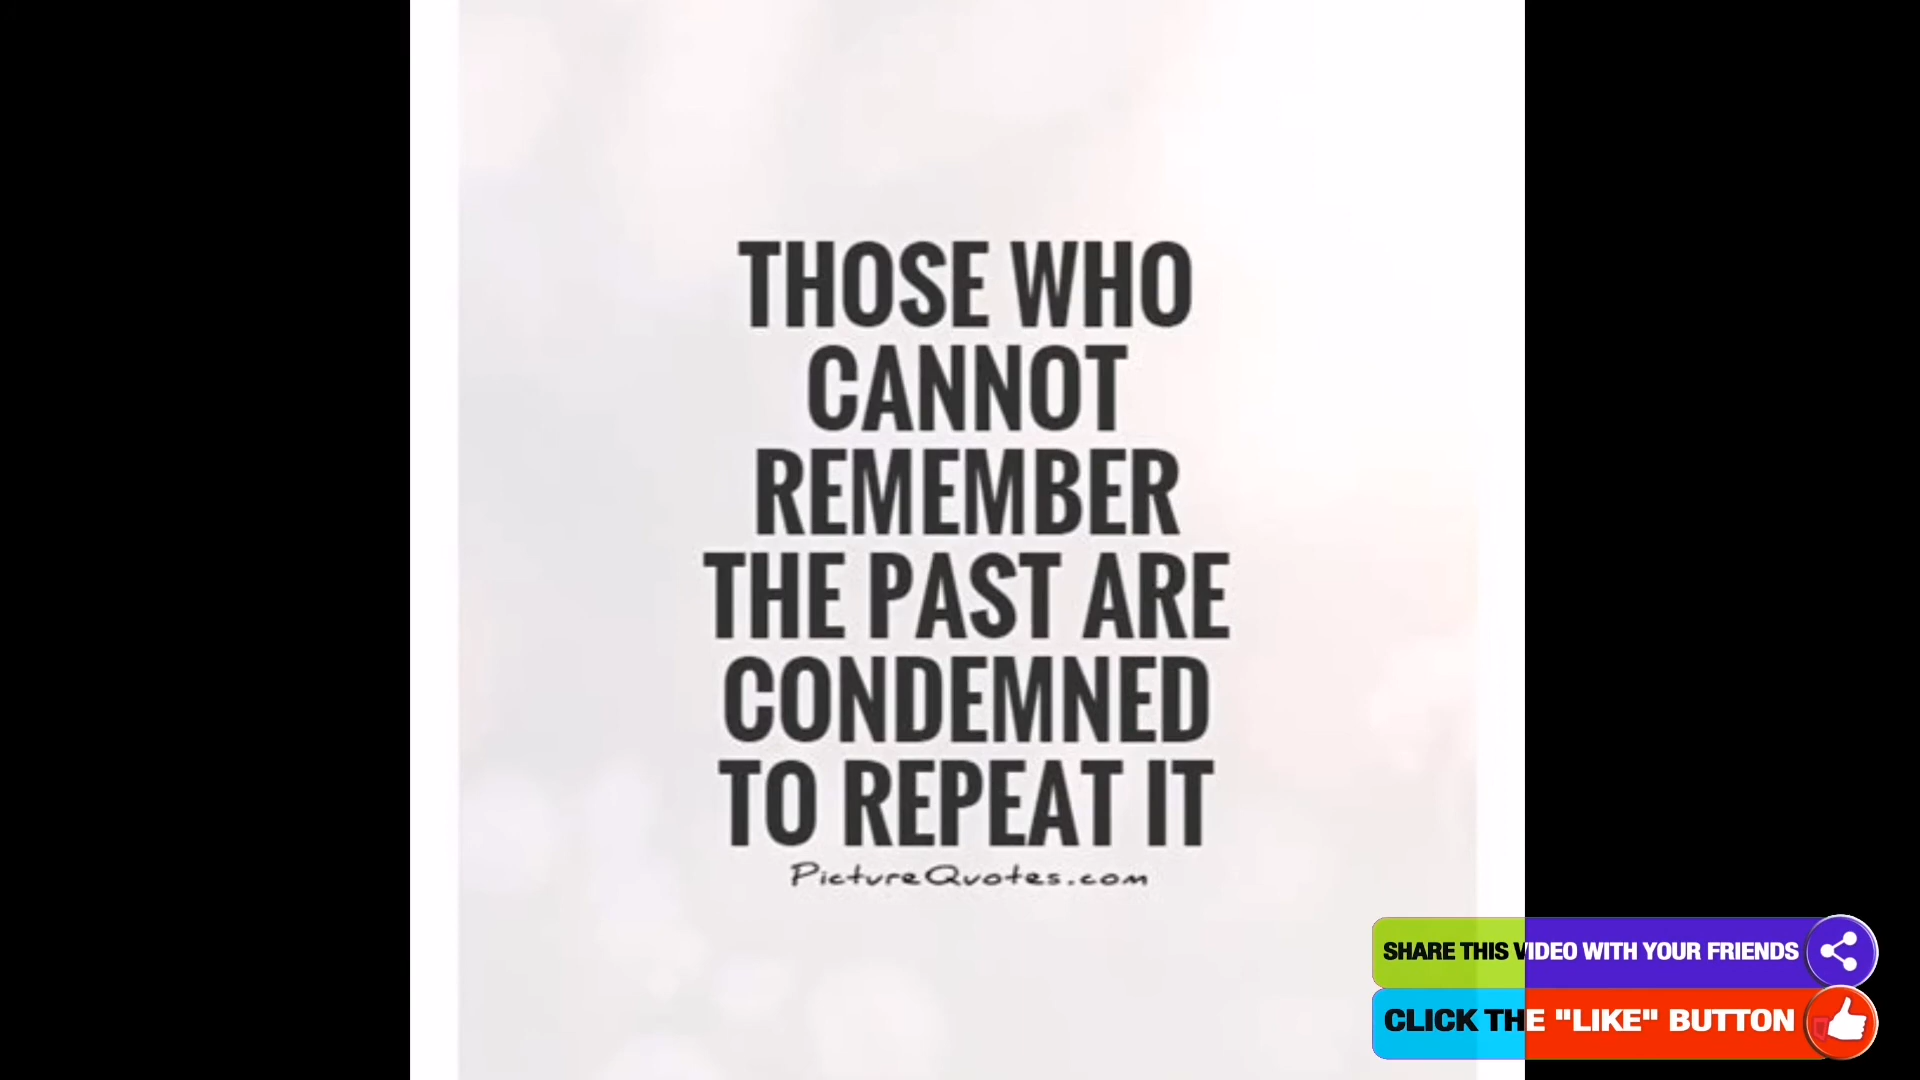 THOSE WHO
CANNOT
REMEMBER
THE PAST ARE
CONDEMNED
TO REPEAT IT
PictureQuotes.com
SHARE THIS VIDEO WITH YOUR FRIENDS
CLICK THE "LIKE" BUTTON